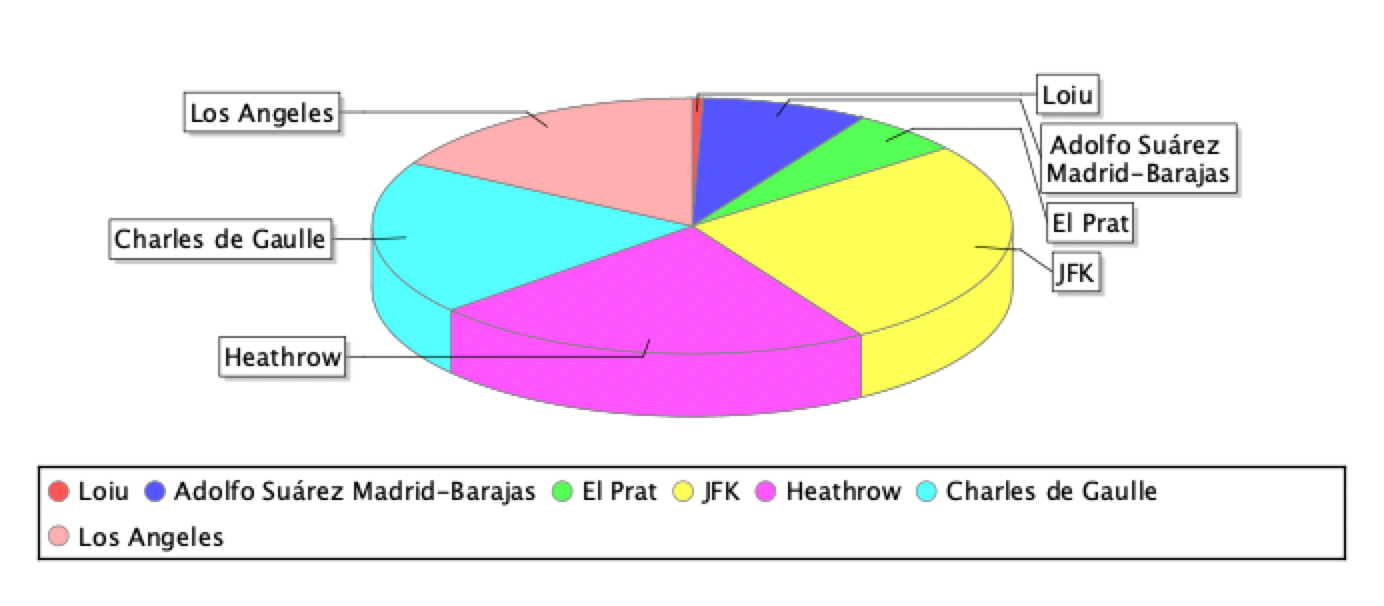 Los Angeles
Loiu
Adolfo Suárez
Madrid-Barajas
El Prat
Charles de Gaulle
JFK
Heathrow
Loiu Adolfo Suárez Madrid-Barajas El Prat JFK Heathrow Charles de Gaulle
Los Angeles